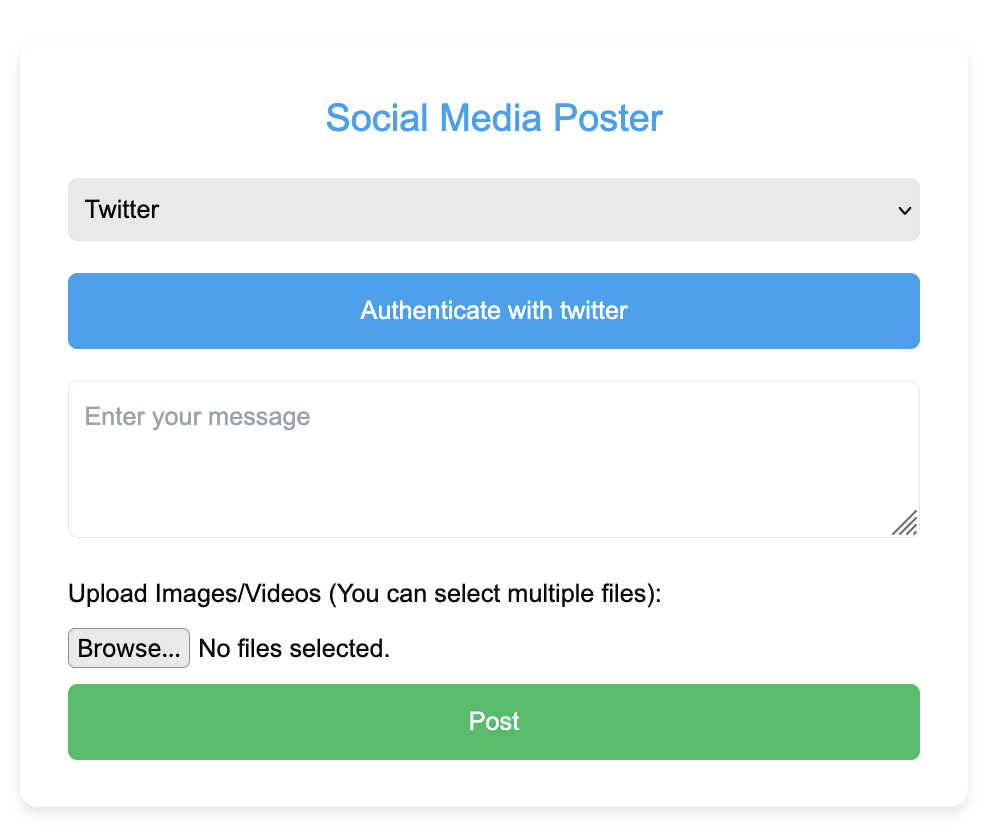 Social Media Poster
Twitter
Authenticate with twitter
Enter your message
Upload Images/Videos (You can select multiple files):
Browse... No files selected.
Post